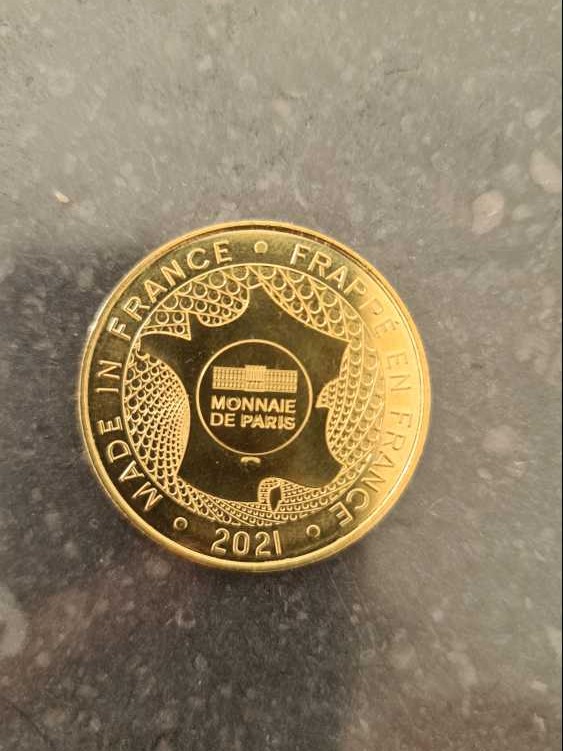 MADE IN FRANCE
FRAPPÉ EN FRANCE
MONNAIE
DE PARIS
2021